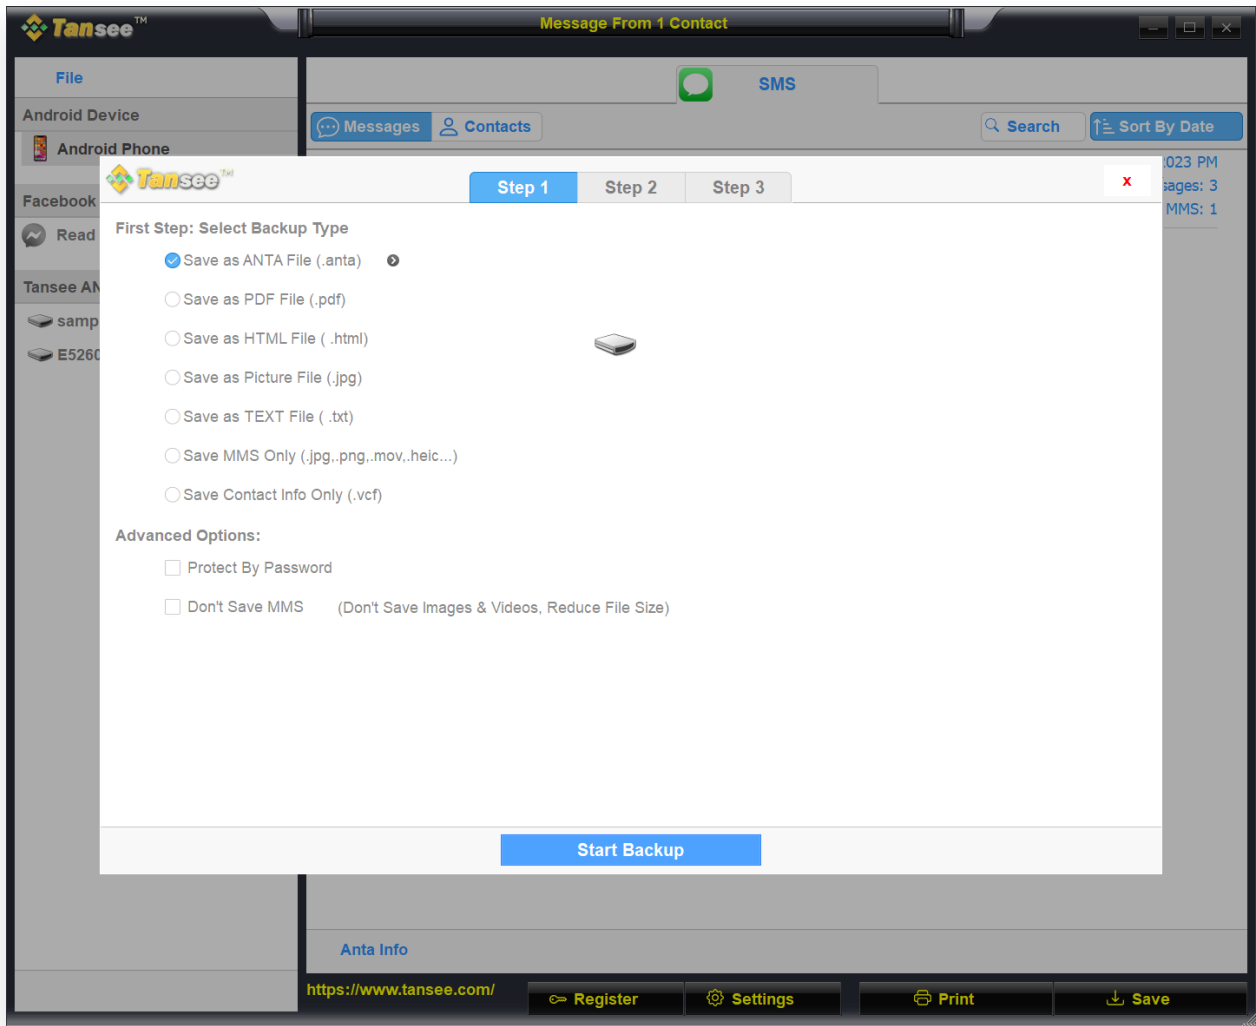 Tansee™
Message From 1 Contact
File
SMS
Android Device
Messages
Contacts
Search
Sort By Date
Android Phone
2023 PM
Tansee™
Step 1
Step 2
Step 3
x
sages: 3
Facebook
MMS: 1
First Step: Select Backup Type
Read
Save as ANTA File (.anta)
Tansee AN
Save as PDF File (.pdf)
samp
Save as HTML File ( .html)
E5260
Save as Picture File (.jpg)
Save as TEXT File ( .txt)
Save MMS Only (.jpg,.png,.mov,.heic...)
Save Contact Info Only (.vcf)
Advanced Options:
Protect By Password
Don't Save MMS (Don't Save Images & Videos, Reduce File Size)
Start Backup
Anta Info
https://www.tansee.com/
Register
Settings
Print
Save